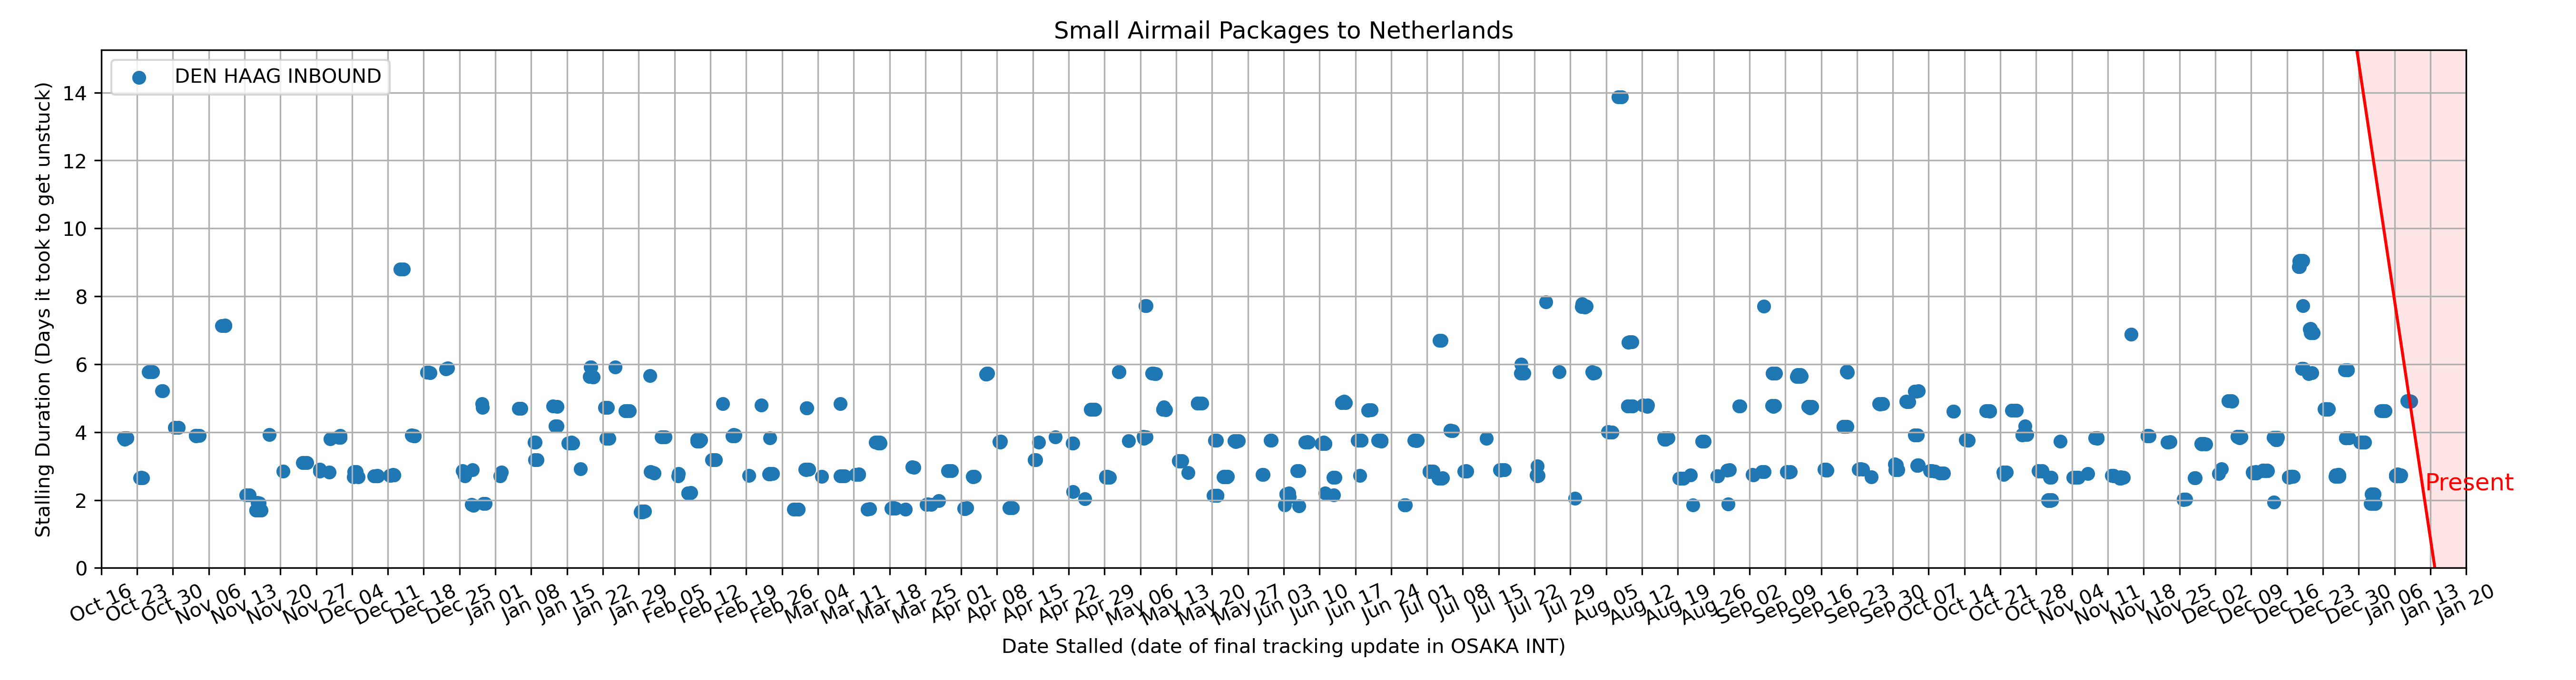 Small Airmail Packages to Netherlands
DEN HAAG INBOUND
Stalling Duration (Days it took to get unstuck)
14
12
10
8
6
4
2
0
Present
Oct 16 Oct 23 Oct 30 Nov 06 Nov 13 Nov 20 Nov 27 Dec 04 Dec 11 Dec 18 Dec 25 Jan 01 Jan 08 Jan 15 Jan 22 Jan 29 Feb 05 Feb 12 Feb 19 Feb 26 Mar 04 Mar 11 Mar 18 Mar 25 Apr 01 Apr 08 Apr 15 Apr 22 Apr 29 May 06 May 13 May 20 May 27 Jun 03 Jun 10 Jun 17 Jun 24 Jul 01 Jul 08 Jul 15 Jul 22 Jul 29 Aug 05 Aug 12 Aug 19 Aug 26 Sep 02 Sep 09 Sep 16 Sep 23 Sep 30 Oct 07 Oct 14 Oct 21 Oct 28 Nov 04 Nov 11 Nov 18 Nov 25 Dec 02 Dec 09 Dec 16 Dec 23 Dec 30 Jan 06 Jan 13 Jan 20
Date Stalled (date of final tracking update in OSAKA INT)